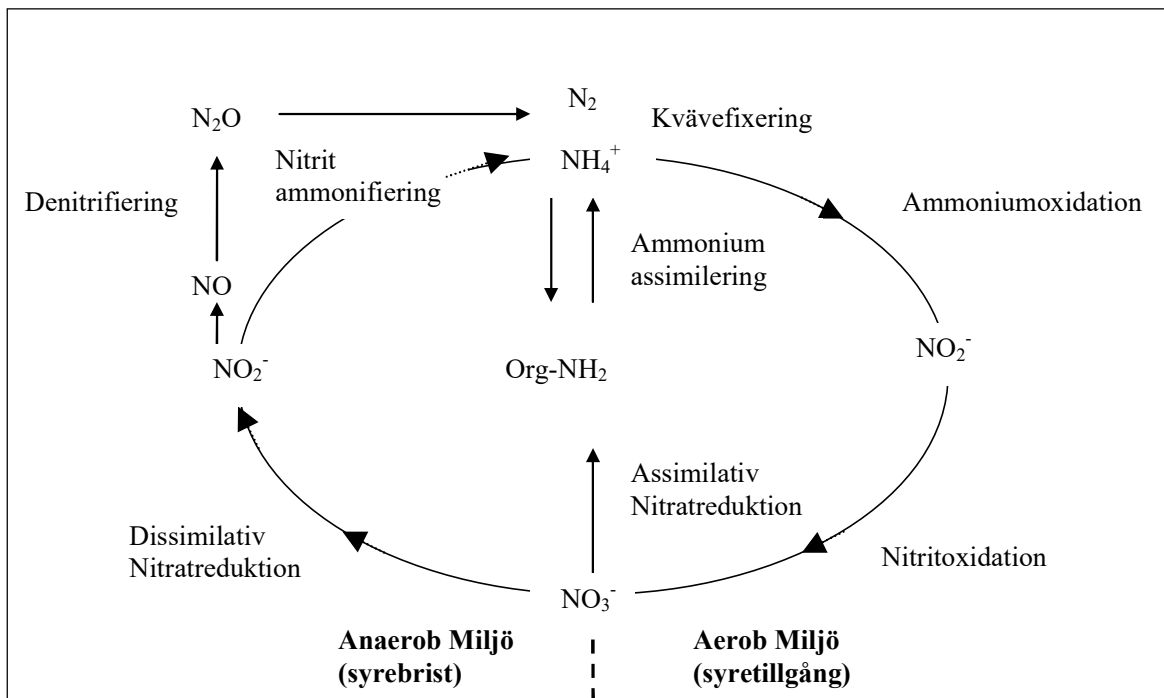 N₂
N₂O
Kvävefixering
Nitrit
ammonifiering
NH₄⁺
Denitrifiering
Ammoniumoxidation
Ammonium
assimilering
NO
NO₂⁻
Org-NH₂
NO₂⁻
Assimilativ
Nitratreduktion
Dissimilativ
Nitratreduktion
Nitritoxidation
NO₃⁻
Anaerob Miljö
(syrebrist)
Aerob Miljö
(syretillgång)